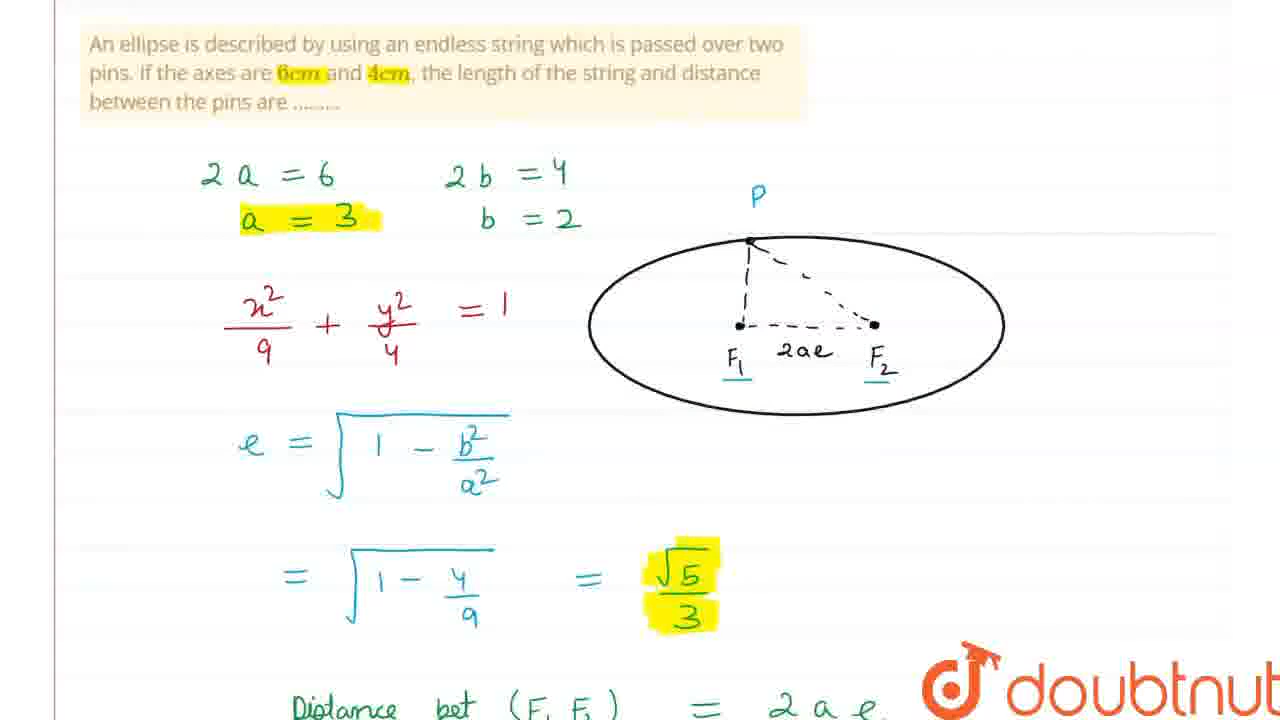 An ellipse is described by using an endless string which is passed over two
pins. If the axes are 6cm and 4cm, the length of the string and distance
between the pins are .........
2a = 6 2b = 4
a = 3 b = 2
P
x²/9 + y²/4 = 1
2ae
F₁ F₂
e = √(1 - b²/a²)
= √(1 - 4/9) = √5/3
Distance bet (F₁ F₂) = 2ae
doubtnut